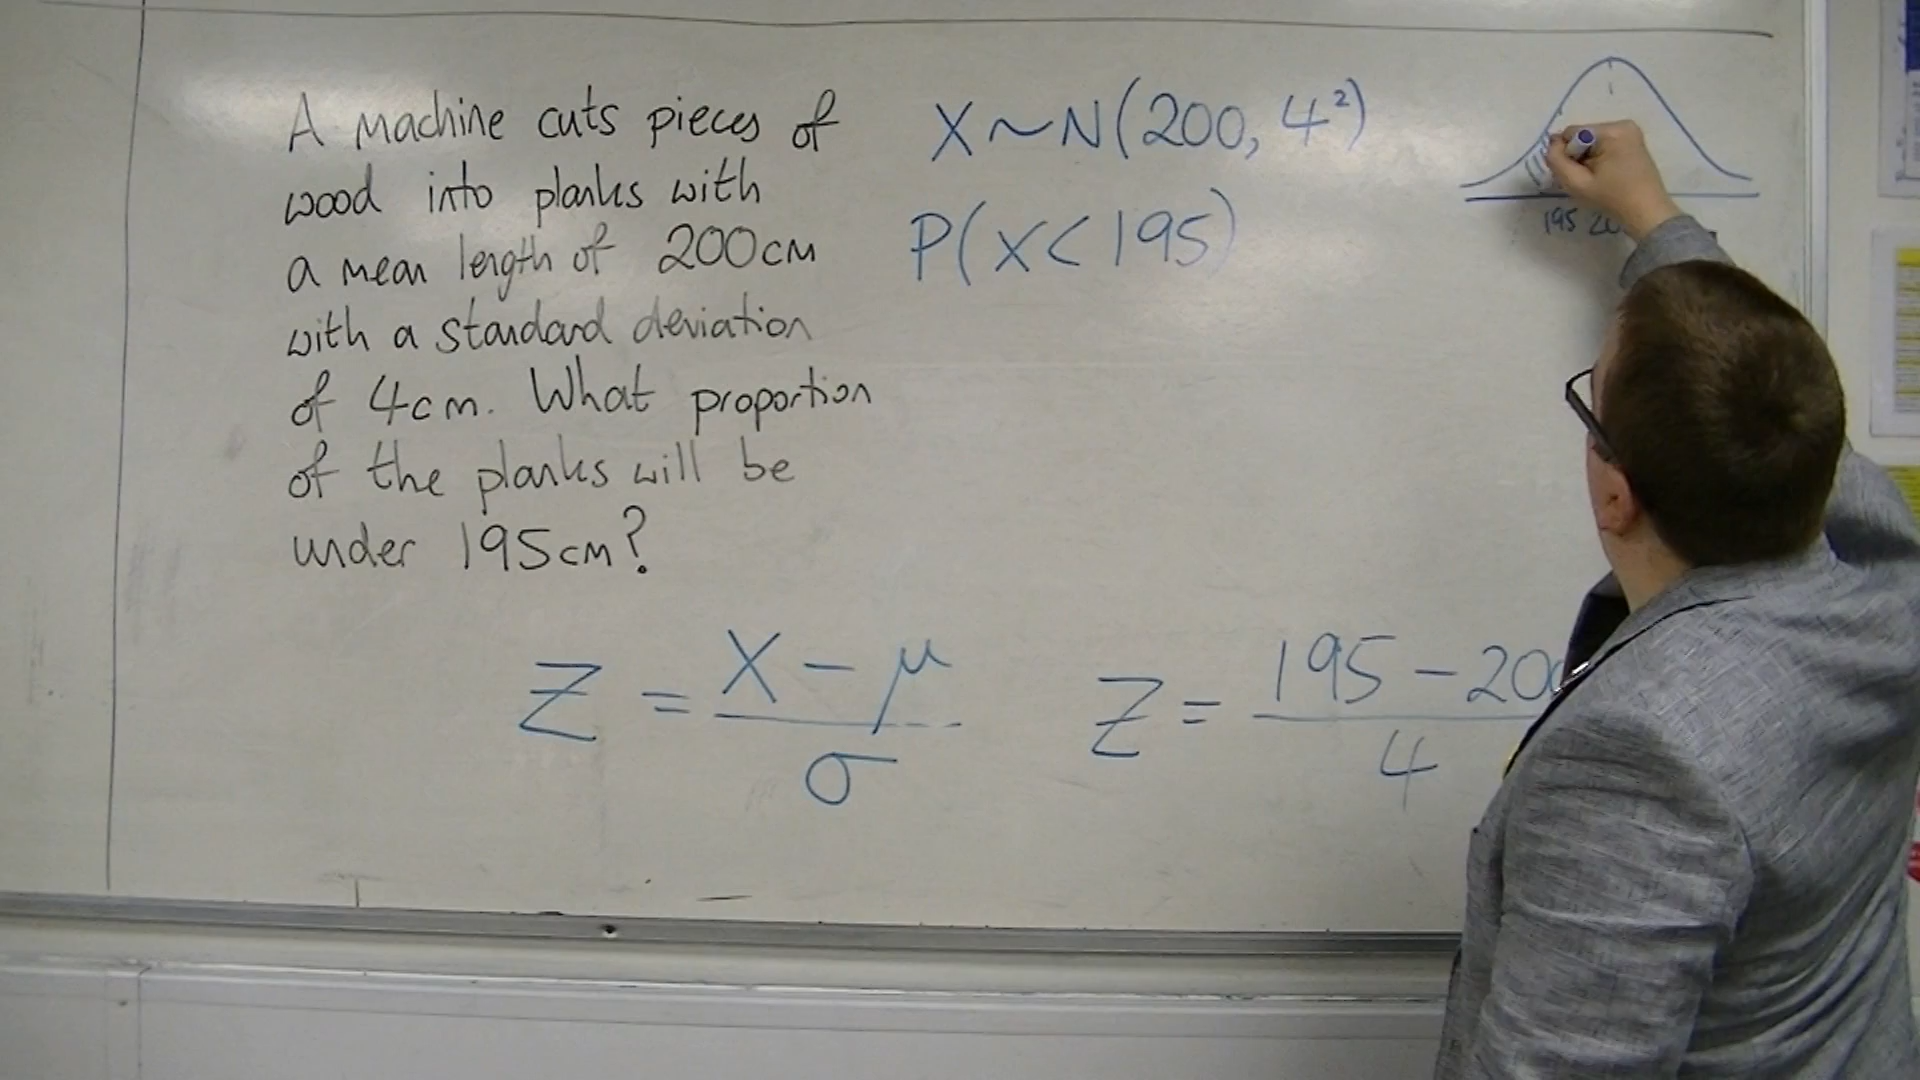 A machine cuts pieces of
wood into planks with
a mean length of 200cm
with a standard deviation
of 4cm. What proportion
of the planks will be
under 195cm?
X~N(200, 4²)
P(X<195)
195
Z = X - μ / σ
Z = 195 - 200 / 4